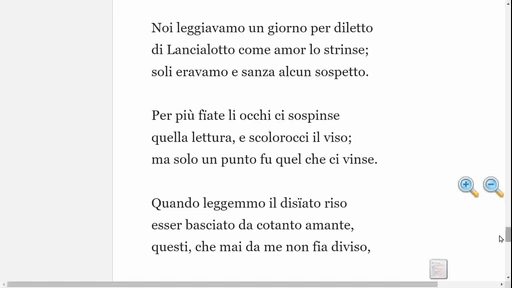 Noi leggiavamo un giorno per diletto
di Lancialotto come amor lo strinse;
soli eravamo e sanza alcun sospetto.
Per più fïate li occhi ci sospinse
quella lettura, e scolorocci il viso;
ma solo un punto fu quel che ci vinse.
Quando leggemmo il disïato riso
esser basciato da cotanto amante,
questi, che mai da me non fia diviso,